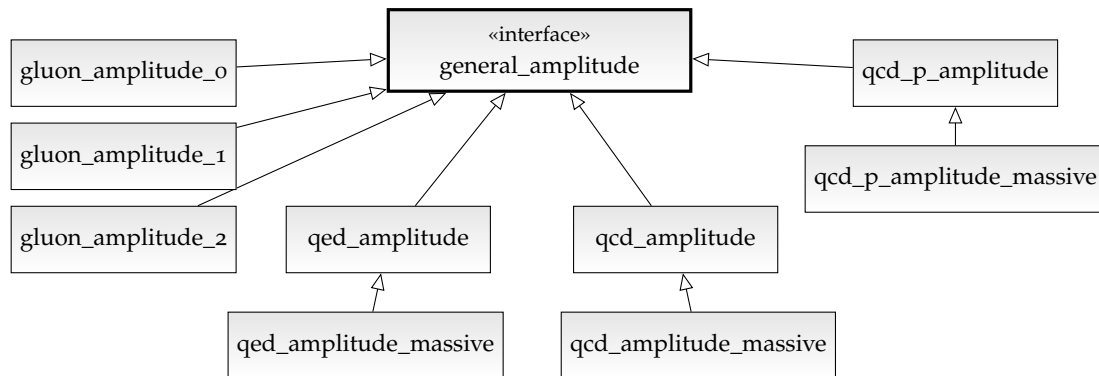 «interface»
general_amplitude
gluon_amplitude_0
qcd_p_amplitude
gluon_amplitude_1
qcd_p_amplitude_massive
gluon_amplitude_2
qed_amplitude
qcd_amplitude
qed_amplitude_massive
qcd_amplitude_massive